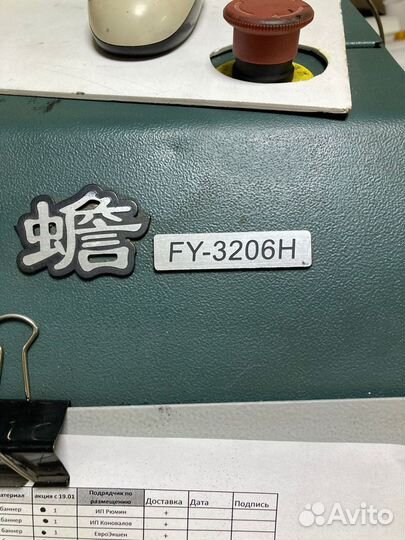 蟾
FY-3206H
материал акция с 19.01 Подрядчик по размещению Доставка Дата Подпись
баннер 1 ИП Рюмин +
баннер 1 ИП Коновалов +
баннер 1 ЕвроЭкшен +
Avito